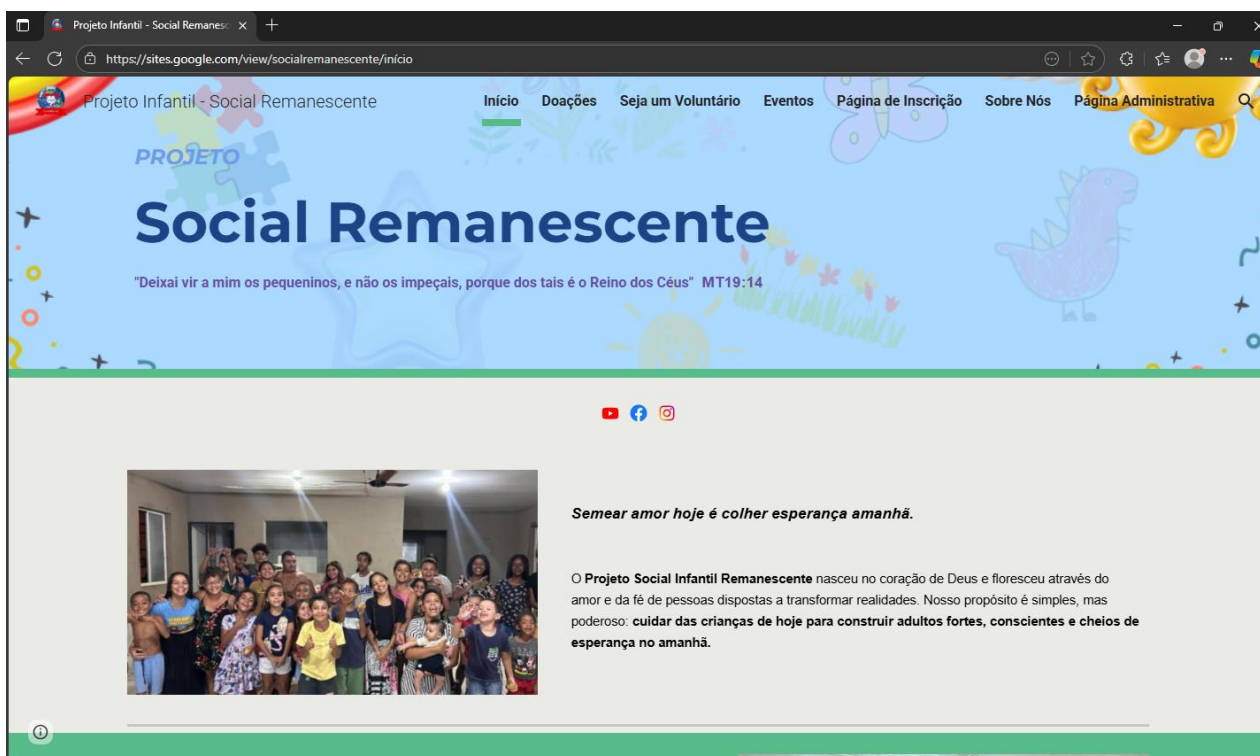 Projeto Infantil - Social Remanesc
https://sites.google.com/view/socialremanescente/início
Projeto Infantil - Social Remanescente
Início Doações Seja um Voluntário Eventos Página de Inscrição Sobre Nós Página Administrativa
PROJETO
Social Remanescente
"Deixai vir a mim os pequeninos, e não os impeçais, porque dos tais é o Reino dos Céus" MT19:14
Semear amor hoje é colher esperança amanhã.
O Projeto Social Infantil Remanescente nasceu no coração de Deus e floresceu através do
amor e da fé de pessoas dispostas a transformar realidades. Nosso propósito é simples, mas
poderoso: cuidar das crianças de hoje para construir adultos fortes, conscientes e cheios de
esperança no amanhã.